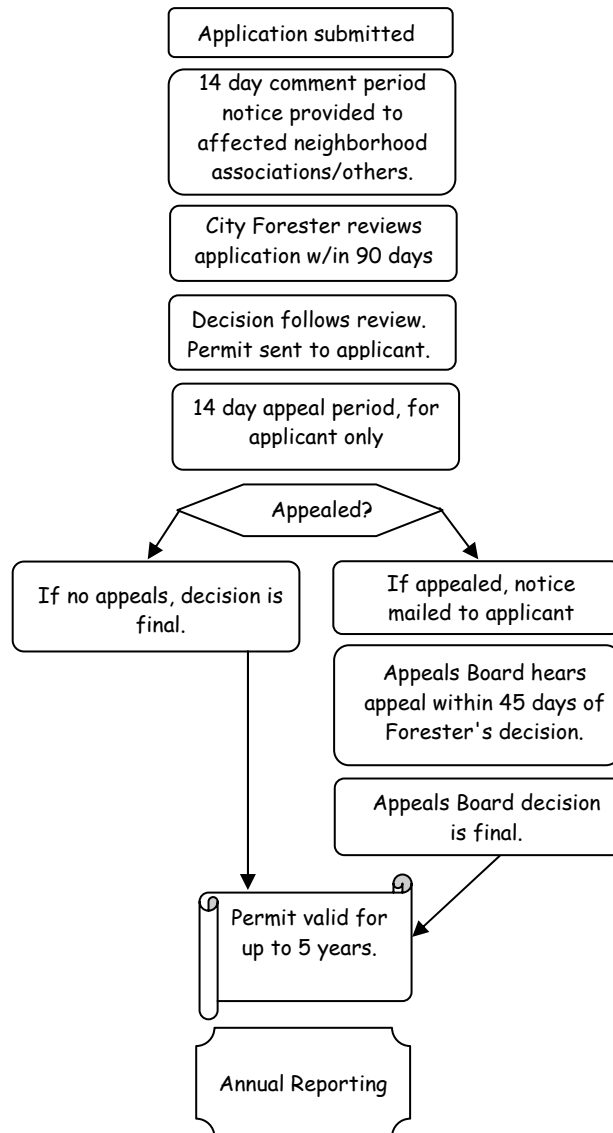 Application submitted
14 day comment period
notice provided to
affected neighborhood
associations/others.
City Forester reviews
application w/in 90 days
Decision follows review.
Permit sent to applicant.
14 day appeal period, for
applicant only
Appealed?
If no appeals, decision is
final.
If appealed, notice
mailed to applicant
Appeals Board hears
appeal within 45 days of
Forester's decision.
Appeals Board decision
is final.
Permit valid for
up to 5 years.
Annual Reporting